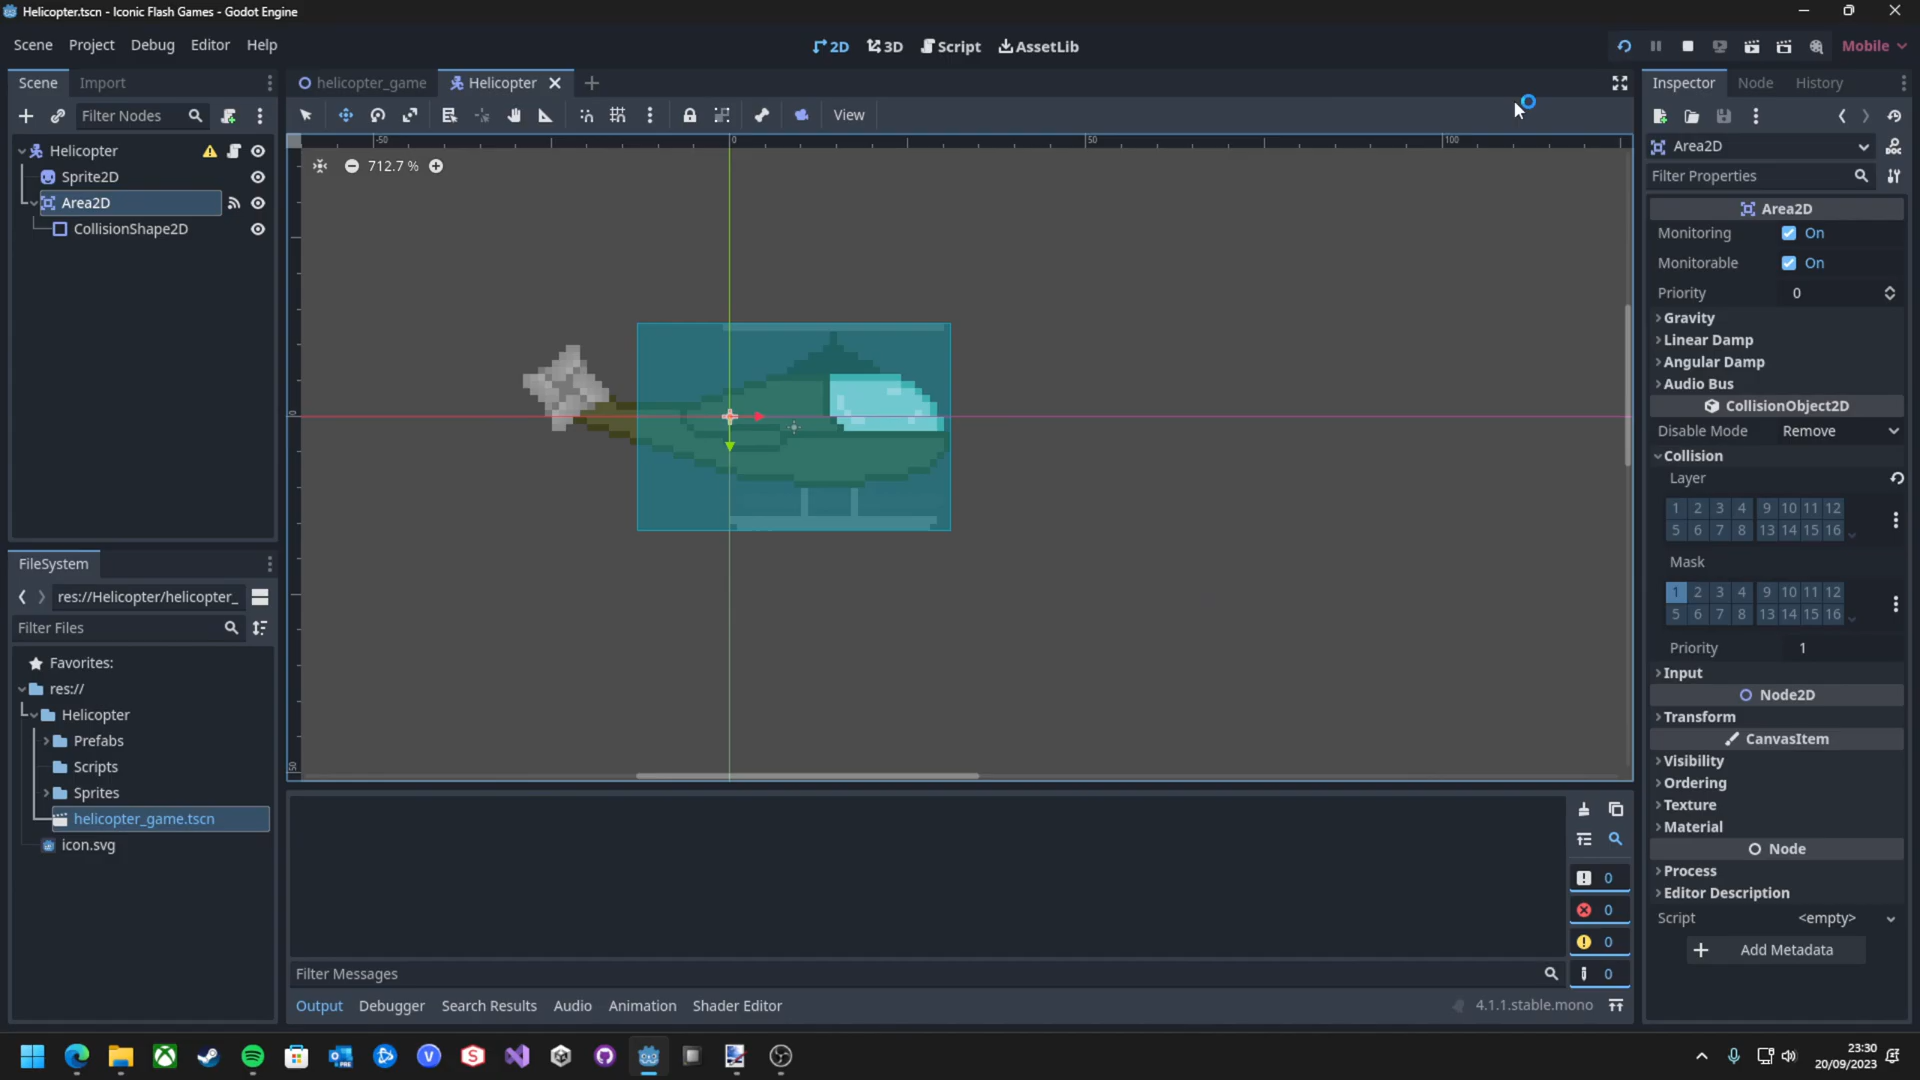 Helicopter.tscn - Iconic Flash Games - Godot Engine
Scene Project Debug Editor Help
2D 3D Script AssetLib
Mobile
Scene Import
helicopter_game Helicopter
Inspector Node History
Filter Nodes
View
Area2D
Filter Properties
Helicopter
Sprite2D
Area2D
CollisionShape2D
-50 0 50 100
712.7 %
0
50
Area2D
Monitoring On
Monitorable On
Priority 0
Gravity
Linear Damp
Angular Damp
Audio Bus
CollisionObject2D
Disable Mode Remove
Collision
Layer
1 2 3 4 9 10 11 12
5 6 7 8 13 14 15 16
Mask
1 2 3 4 9 10 11 12
5 6 7 8 13 14 15 16
Priority 1
Input
Node2D
Transform
CanvasItem
Visibility
Ordering
Texture
Material
Node
Process
Editor Description
Script <empty>
Add Metadata
FileSystem
res://Helicopter/helicopter_
Filter Files
Favorites:
res://
Helicopter
Prefabs
Scripts
Sprites
helicopter_game.tscn
icon.svg
0
0
0
0
Filter Messages
Output Debugger Search Results Audio Animation Shader Editor
4.1.1.stable.mono
23:30
20/09/2023